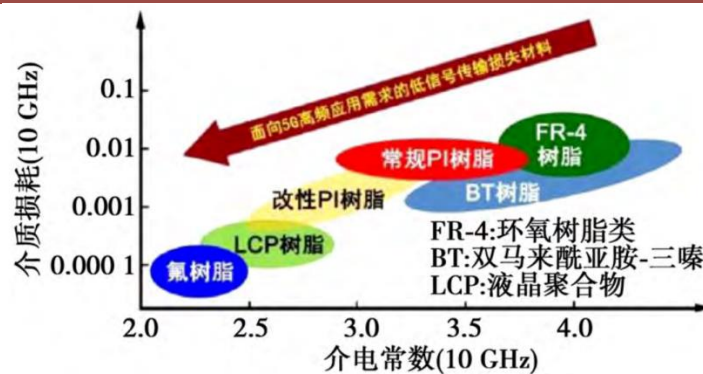 介质损耗(10 GHz)
0.1
0.01
0.001
0.000 1
面向5G高频应用需求的低信号传输损失材料
FR-4
树脂
常规PI树脂
BT树脂
改性PI树脂
LCP树脂
氟树脂
FR-4:环氧树脂类
BT:双马来酰亚胺-三嗪
LCP:液晶聚合物
2.0 2.5 3.0 3.5 4.0
介电常数(10 GHz)